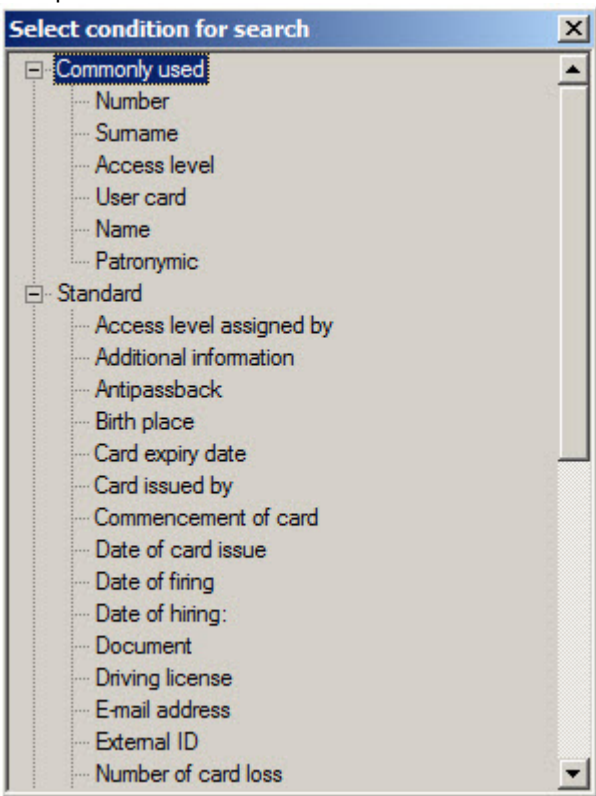 Select condition for search
Commonly used
Number
Surname
Access level
User card
Name
Patronymic
Standard
Access level assigned by
Additional information
Antipassback
Birth place
Card expiry date
Card issued by
Commencement of card
Date of card issue
Date of firing
Date of hiring:
Document
Driving license
E-mail address
External ID
Number of card loss